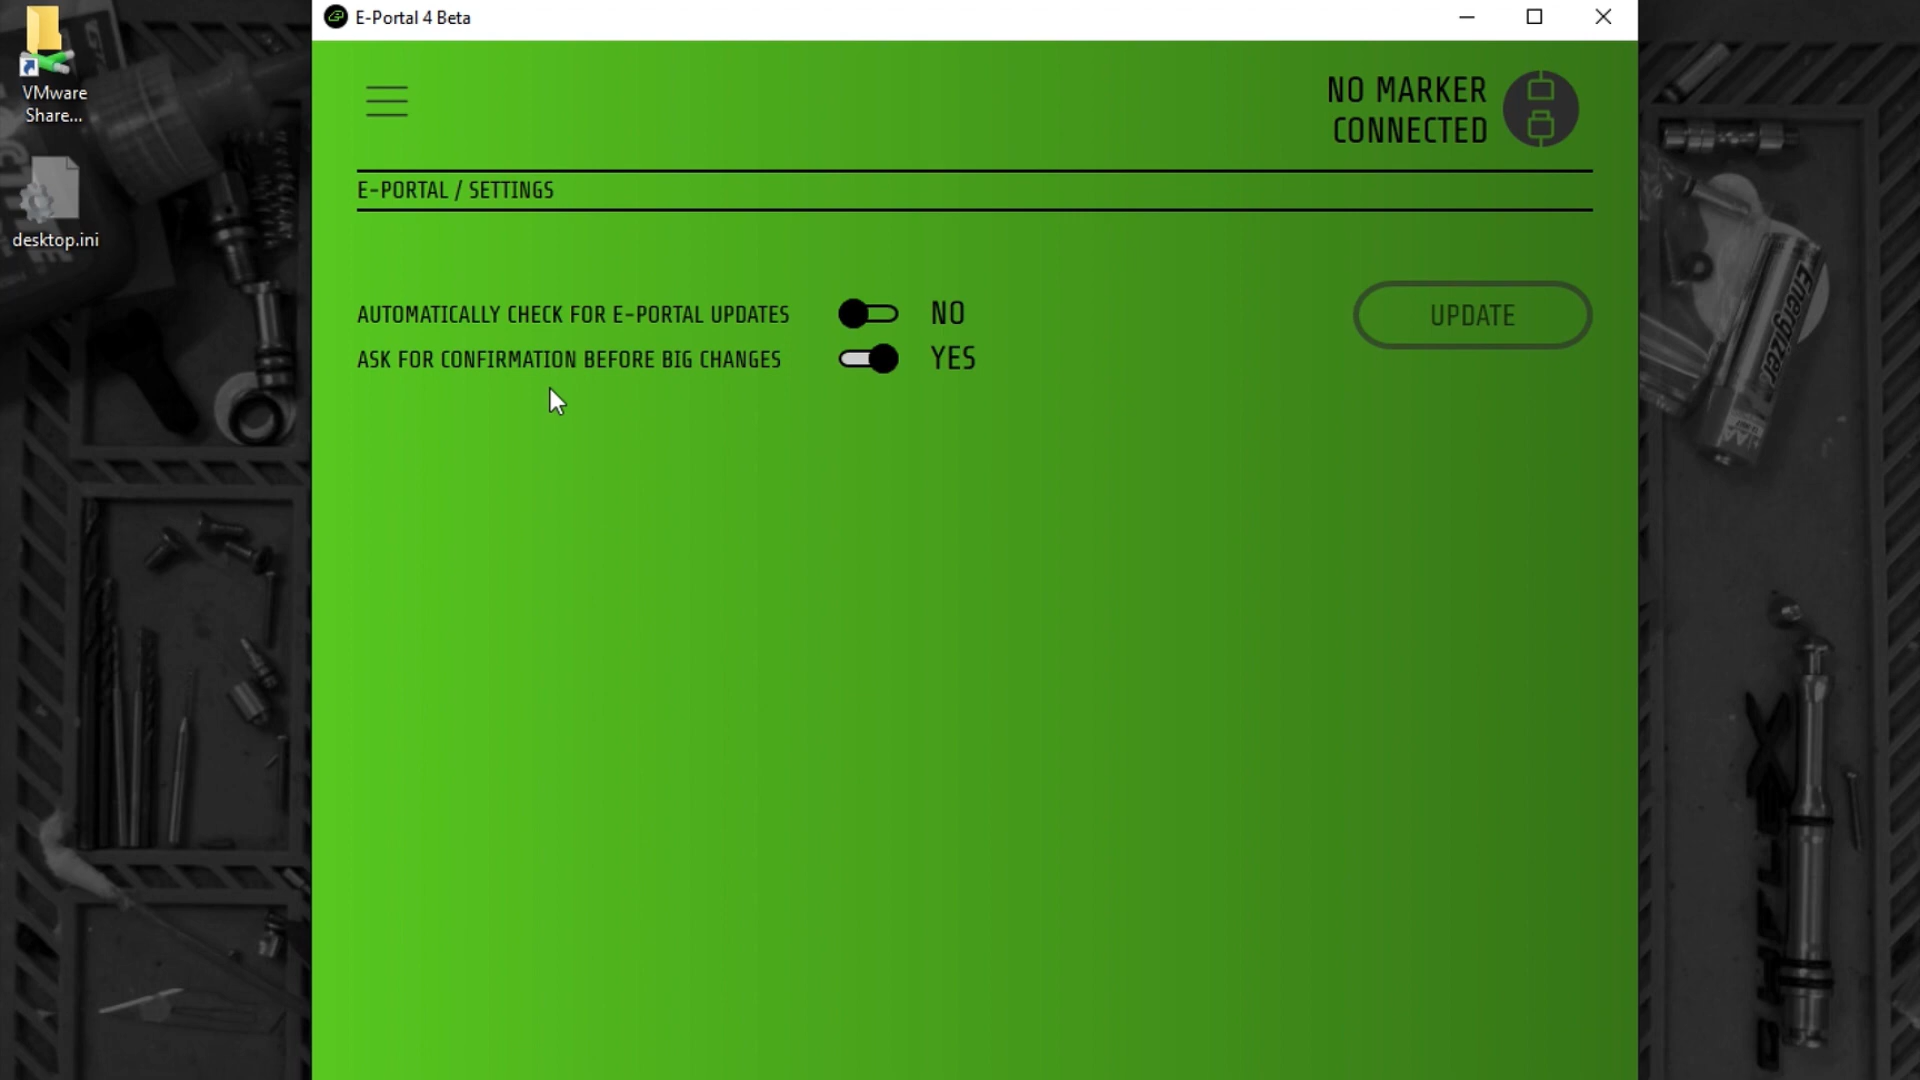 E-Portal 4 Beta
VMware
Share...
desktop.ini
NO MARKER
CONNECTED
E-PORTAL / SETTINGS
AUTOMATICALLY CHECK FOR E-PORTAL UPDATES
NO
UPDATE
ASK FOR CONFIRMATION BEFORE BIG CHANGES
YES
Energizer